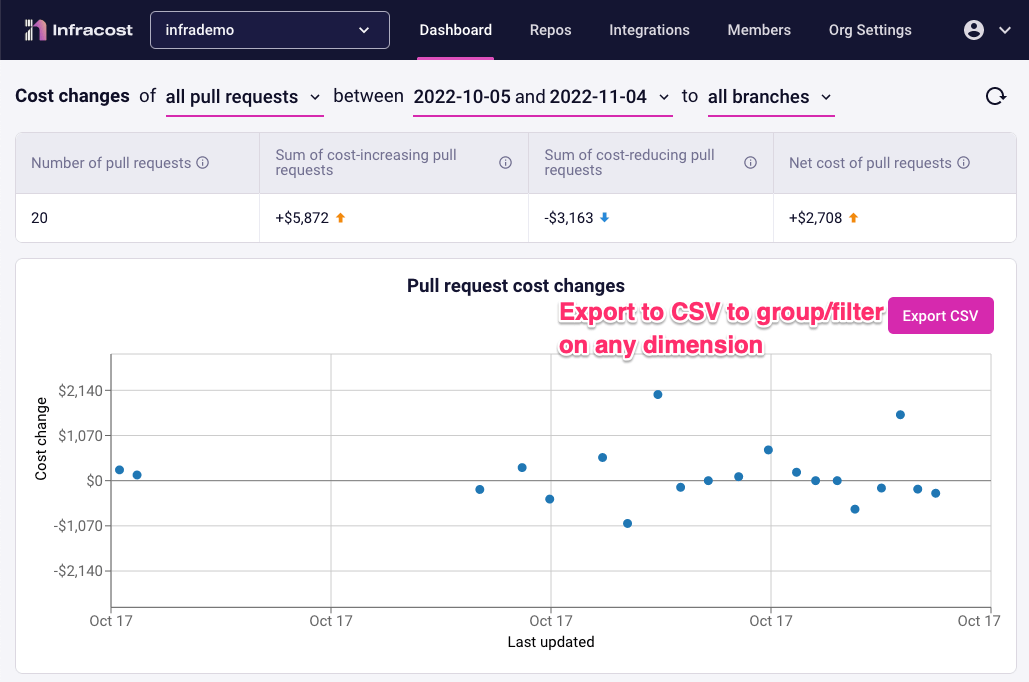 Infracost infrademo Dashboard Repos Integrations Members Org Settings
Cost changes of all pull requests between 2022-10-05 and 2022-11-04 to all branches
Number of pull requests
Sum of cost-increasing pull
requests
Sum of cost-reducing pull
requests
Net cost of pull requests
20 +$5,872 -$3,163 +$2,708
Pull request cost changes
Export to CSV to group/filter
on any dimension
Export CSV
Cost change
$2,140
$1,070
$0
-$1,070
-$2,140
Oct 17 Oct 17 Oct 17 Oct 17 Oct 17
Last updated